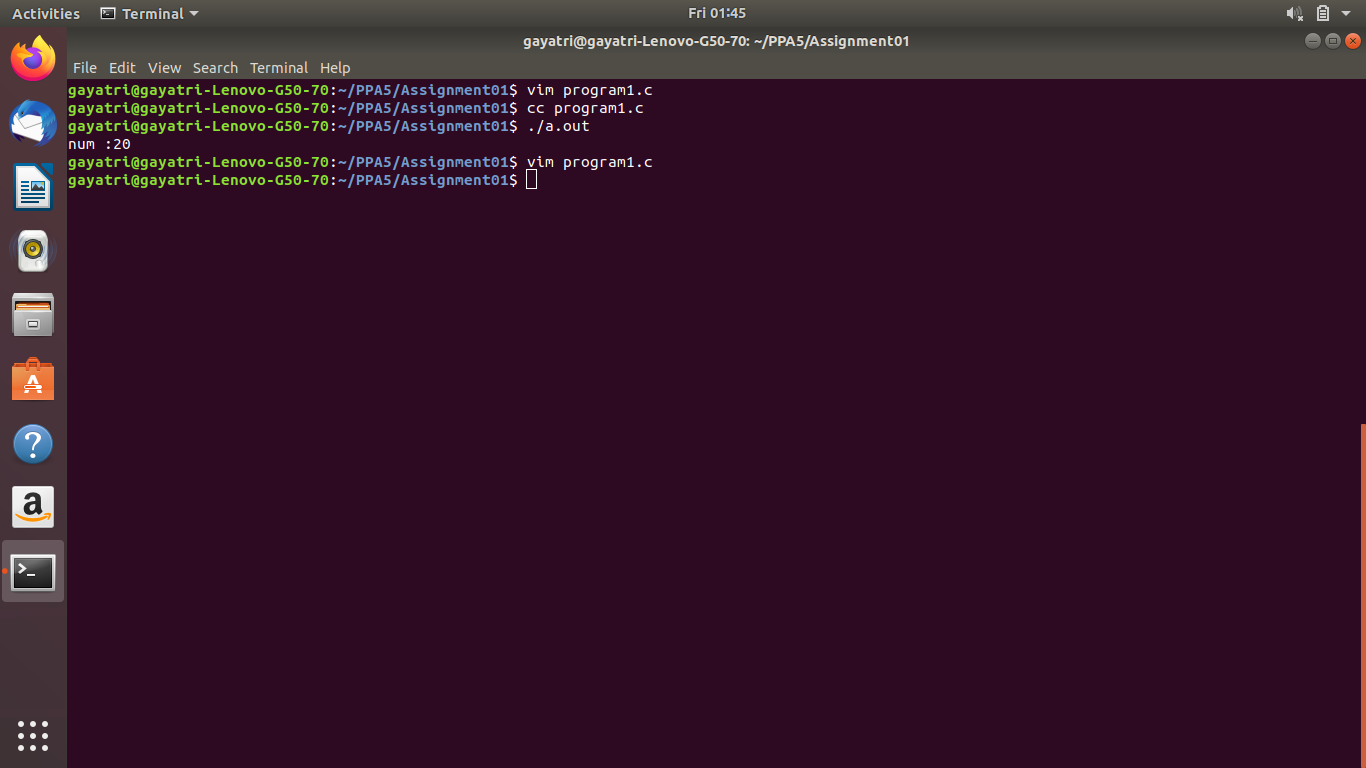 Activities Terminal Fri 01:45
gayatri@gayatri-Lenovo-G50-70: ~/PPA5/Assignment01
File Edit View Search Terminal Help
gayatri@gayatri-Lenovo-G50-70:~/PPA5/Assignment01$ vim program1.c
gayatri@gayatri-Lenovo-G50-70:~/PPA5/Assignment01$ cc program1.c
gayatri@gayatri-Lenovo-G50-70:~/PPA5/Assignment01$ ./a.out
num :20
gayatri@gayatri-Lenovo-G50-70:~/PPA5/Assignment01$ vim program1.c
gayatri@gayatri-Lenovo-G50-70:~/PPA5/Assignment01$